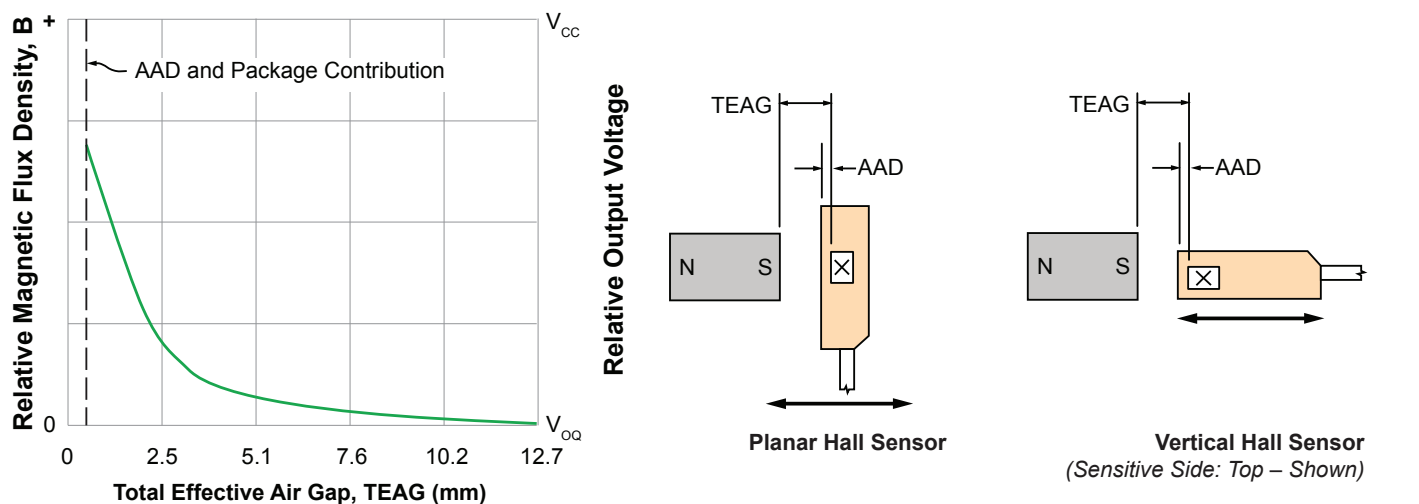 Relative Magnetic Flux Density, B
+
0
AAD and Package Contribution
V_CC
V_OQ
0 2.5 5.1 7.6 10.2 12.7
Total Effective Air Gap, TEAG (mm)
Relative Output Voltage
TEAG
AAD
N S
Planar Hall Sensor
TEAG
AAD
N S
Vertical Hall Sensor
(Sensitive Side: Top – Shown)